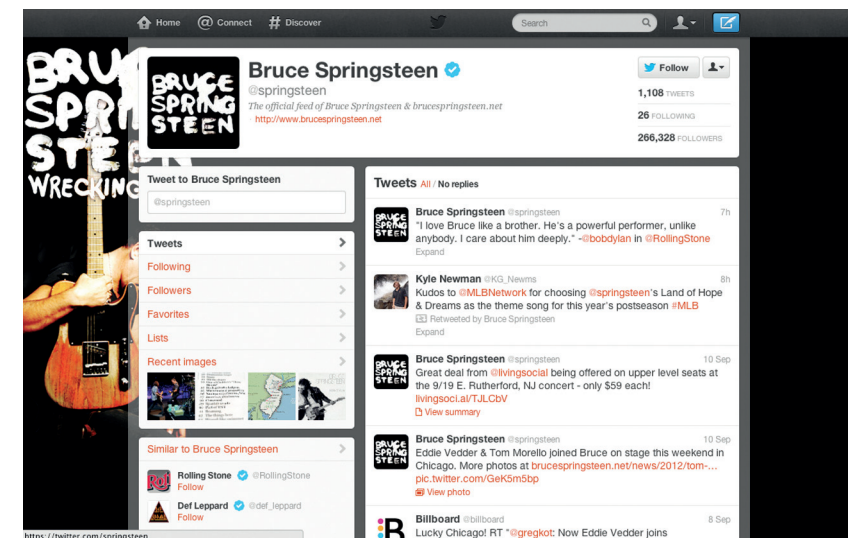 Home @ Connect # Discover Search
BRUCE
SPRING
STEEN
WRECKING
BRUCE
SPRING
STEEN
Bruce Springsteen
@springsteen
The official feed of Bruce Springsteen & brucespringsteen.net
· http://www.brucespringsteen.net
Follow
1,108 TWEETS
26 FOLLOWING
266,328 FOLLOWERS
Tweet to Bruce Springsteen
@springsteen
Tweets
Following
Followers
Favorites
Lists
Recent images
Similar to Bruce Springsteen
Rolling Stone @RollingStone
Follow
Def Leppard @def_leppard
Follow
https://twitter.com/springsteen
Tweets All / No replies
BRUCE
SPRING
STEEN
Bruce Springsteen @springsteen 7h
"I love Bruce like a brother. He's a powerful performer, unlike
anybody. I care about him deeply." -@bobdylan in @RollingStone
Expand
Kyle Newman @KG_Newms 8h
Kudos to @MLBNetwork for choosing @springsteen's Land of Hope
& Dreams as the theme song for this year's postseason #MLB
Retweeted by Bruce Springsteen
Expand
BRUCE
SPRING
STEEN
Bruce Springsteen @springsteen 10 Sep
Great deal from @livingsocial being offered on upper level seats at
the 9/19 E. Rutherford, NJ concert - only $59 each!
livingsoci.al/TJLCbV
View summary
BRUCE
SPRING
STEEN
Bruce Springsteen @springsteen 10 Sep
Eddie Vedder & Tom Morello joined Bruce on stage this weekend in
Chicago. More photos at brucespringsteen.net/news/2012/tom-...
pic.twitter.com/GeK5m5bp
View photo
B
Billboard @billboard 8 Sep
Lucky Chicago! RT "@gregkot: Now Eddie Vedder joins